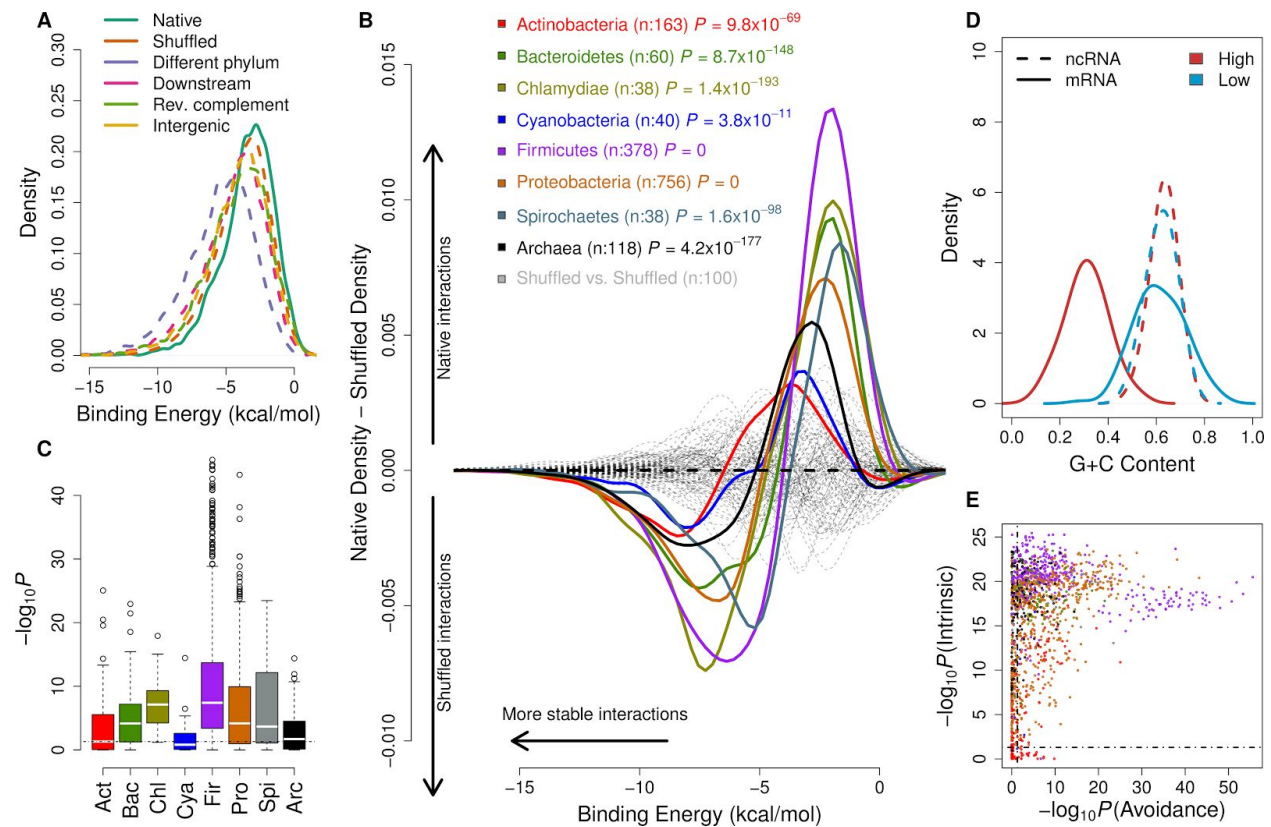 A
Native
Shuffled
Different phylum
Downstream
Rev. complement
Intergenic
Density
0.00
0.05
0.10
0.15
0.20
0.25
0.30
−15
−10
−5
0
Binding Energy (kcal/mol)
B
Actinobacteria (n:163) P = 9.8x10⁻⁶⁹
Bacteroidetes (n:60) P = 8.7x10⁻¹⁴⁸
Chlamydiae (n:38) P = 1.4x10⁻¹⁹³
Cyanobacteria (n:40) P = 3.8x10⁻¹¹
Firmicutes (n:378) P = 0
Proteobacteria (n:756) P = 0
Spirochaetes (n:38) P = 1.6x10⁻⁹⁸
Archaea (n:118) P = 4.2x10⁻¹⁷⁷
Shuffled vs. Shuffled (n:100)
Native Density − Shuffled Density
0.015
0.010
0.005
0.000
−0.005
−0.010
Native interactions
Shuffled interactions
More stable interactions
−15
−10
−5
0
Binding Energy (kcal/mol)
C
−log₁₀P
0
10
20
30
40
Act
Bac
Chl
Cya
Fir
Pro
Spi
Arc
D
ncRNA
mRNA
High
Low
Density
0
2
4
6
8
10
0.0
0.2
0.4
0.6
0.8
1.0
G+C Content
E
−log₁₀P(Intrinsic)
0
5
10
15
20
25
0
10
20
30
40
50
−log₁₀P(Avoidance)